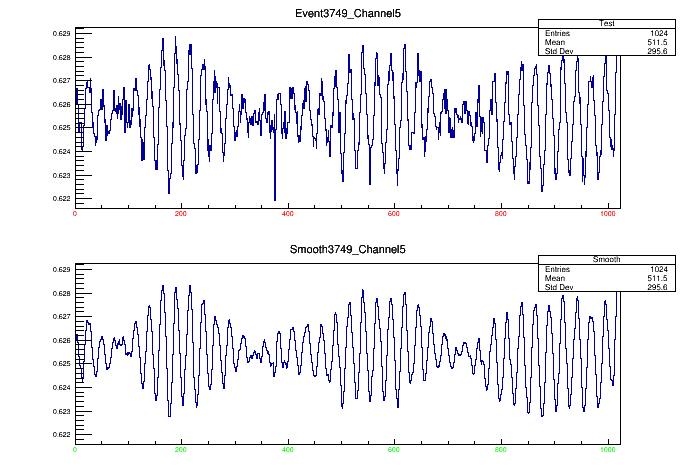 Event3749_Channel5
Test
Entries 1024
Mean 511.5
Std Dev 295.6
0.629
0.628
0.627
0.626
0.625
0.624
0.623
0.622
0 200 400 600 800 1000
Smooth3749_Channel5
Smooth
Entries 1024
Mean 511.5
Std Dev 295.6
0.629
0.628
0.627
0.626
0.625
0.624
0.623
0.622
0 200 400 600 800 1000